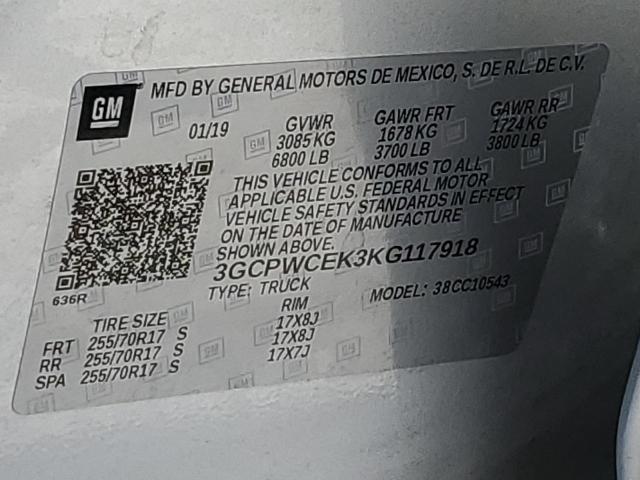 GM
MFD BY GENERAL MOTORS DE MEXICO, S. DE R.L. DE C.V.
01/19 GVWR GAWR FRT GAWR RR
3085 KG 1678 KG 1724 KG
6800 LB 3700 LB 3800 LB
THIS VEHICLE CONFORMS TO ALL
APPLICABLE U.S. FEDERAL MOTOR
VEHICLE SAFETY STANDARDS IN EFFECT
ON THE DATE OF MANUFACTURE
SHOWN ABOVE.
3GCPWCEK3KG117918
636R
TYPE: TRUCK MODEL: 38CC10543
TIRE SIZE RIM
FRT 255/70R17 S 17X8J
RR 255/70R17 S 17X8J
SPA 255/70R17 S 17X7J